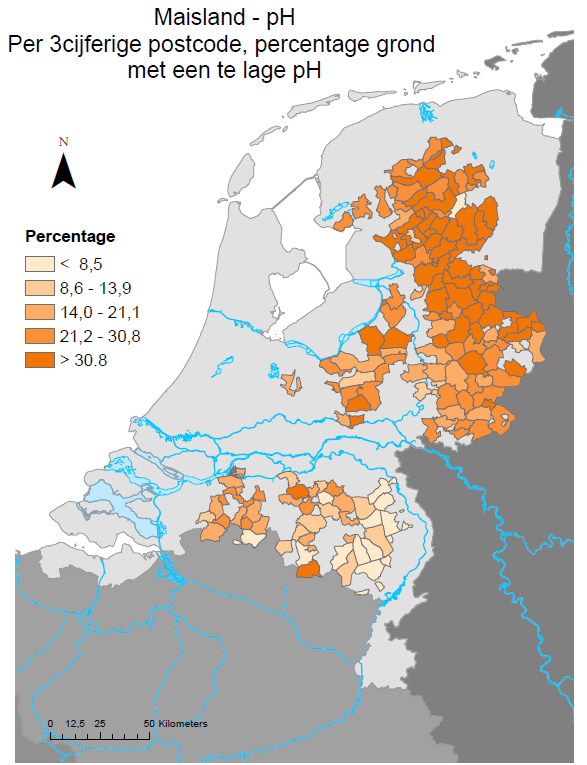 Maisland - pH
Per 3cijferige postcode, percentage grond
met een te lage pH
N
Percentage
< 8,5
8,6 - 13,9
14,0 - 21,1
21,2 - 30,8
> 30.8
0 12,5 25 50 Kilometers